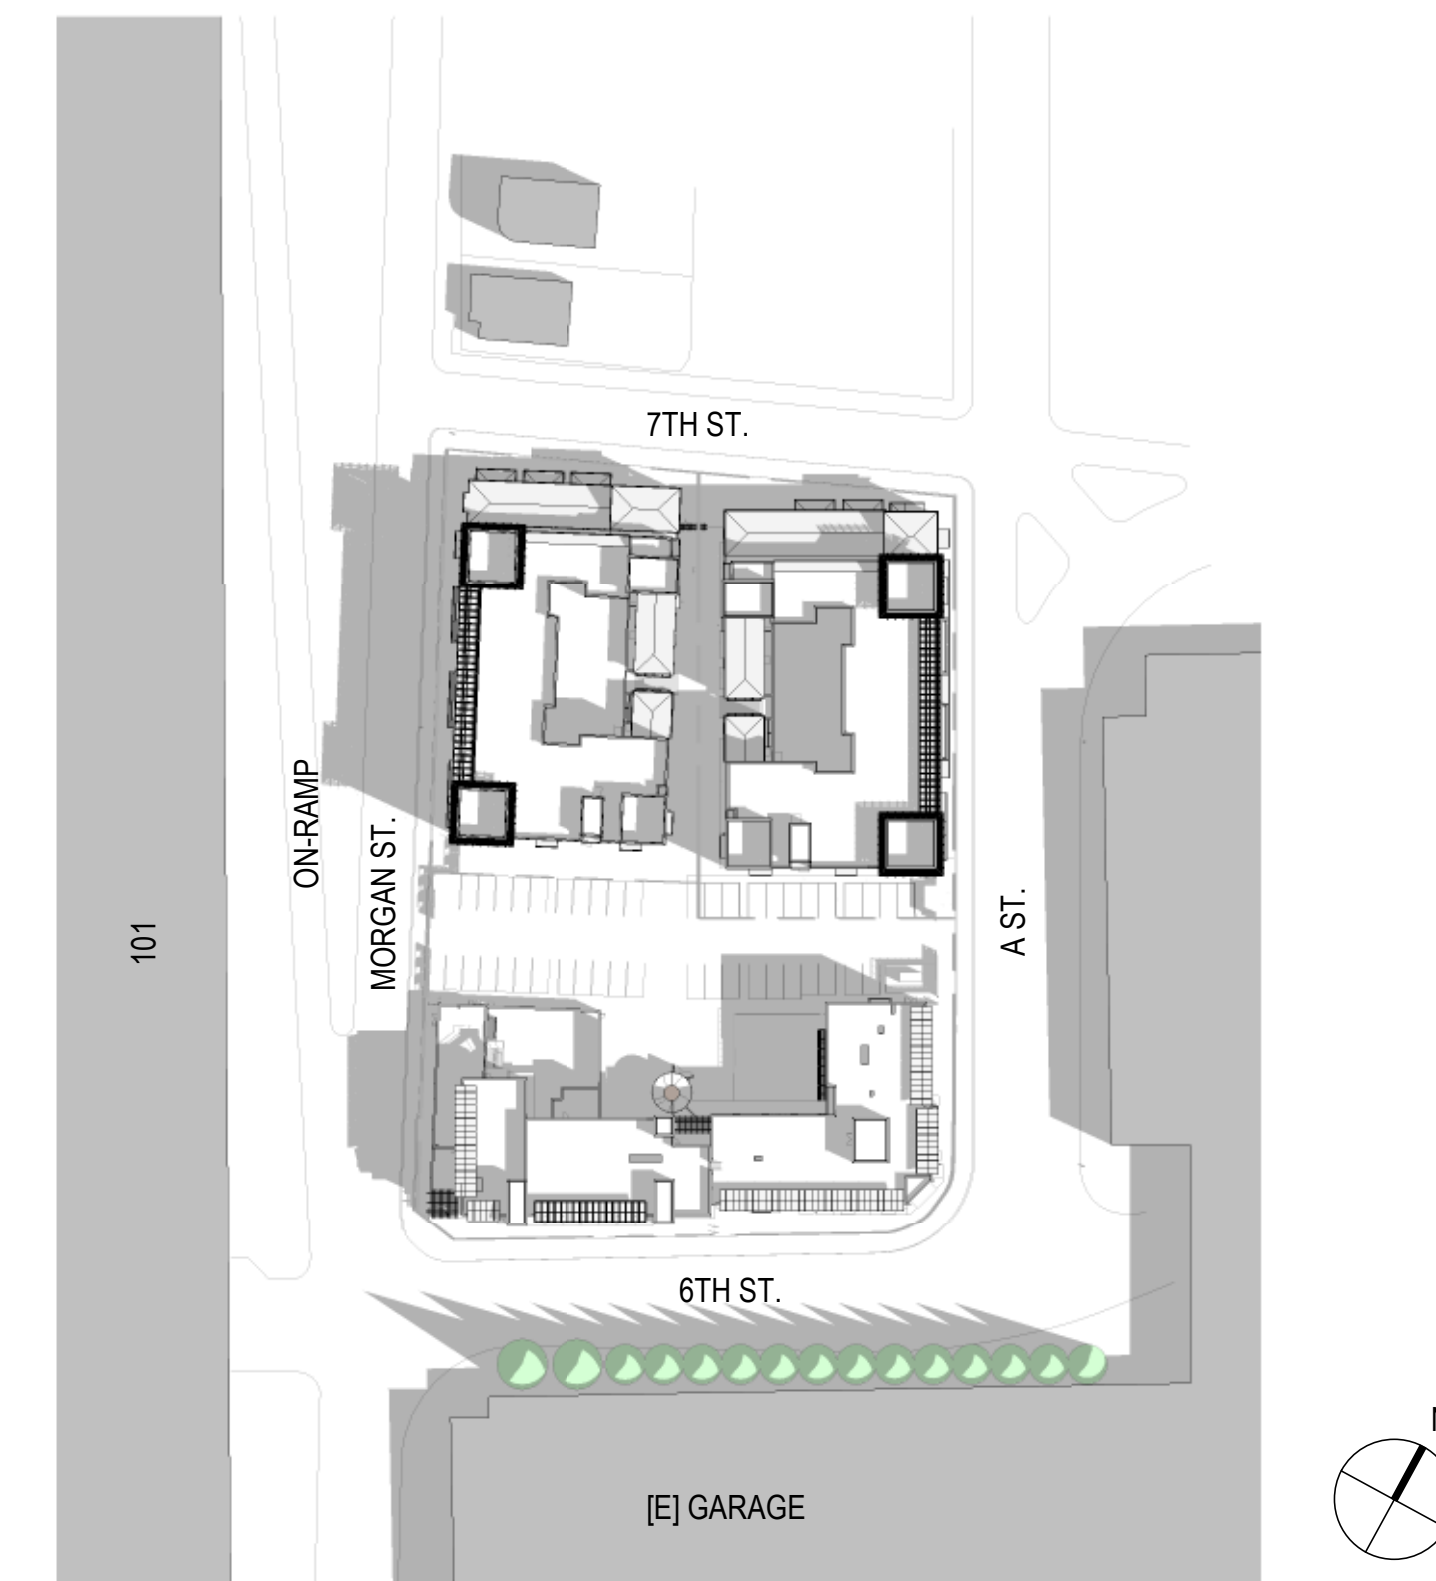 7TH ST.
ON-RAMP
MORGAN ST.
101
A ST.
6TH ST.
[E] GARAGE